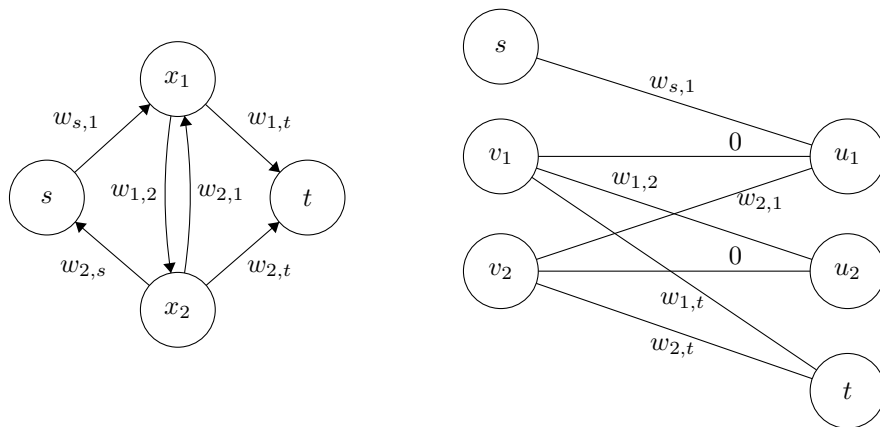 x_1
w_{s,1}
w_{1,t}
s
w_{1,2}
w_{2,1}
t
w_{2,s}
w_{2,t}
x_2
s
w_{s,1}
v_1
0
u_1
w_{1,2}
w_{2,1}
v_2
0
u_2
w_{1,t}
w_{2,t}
t